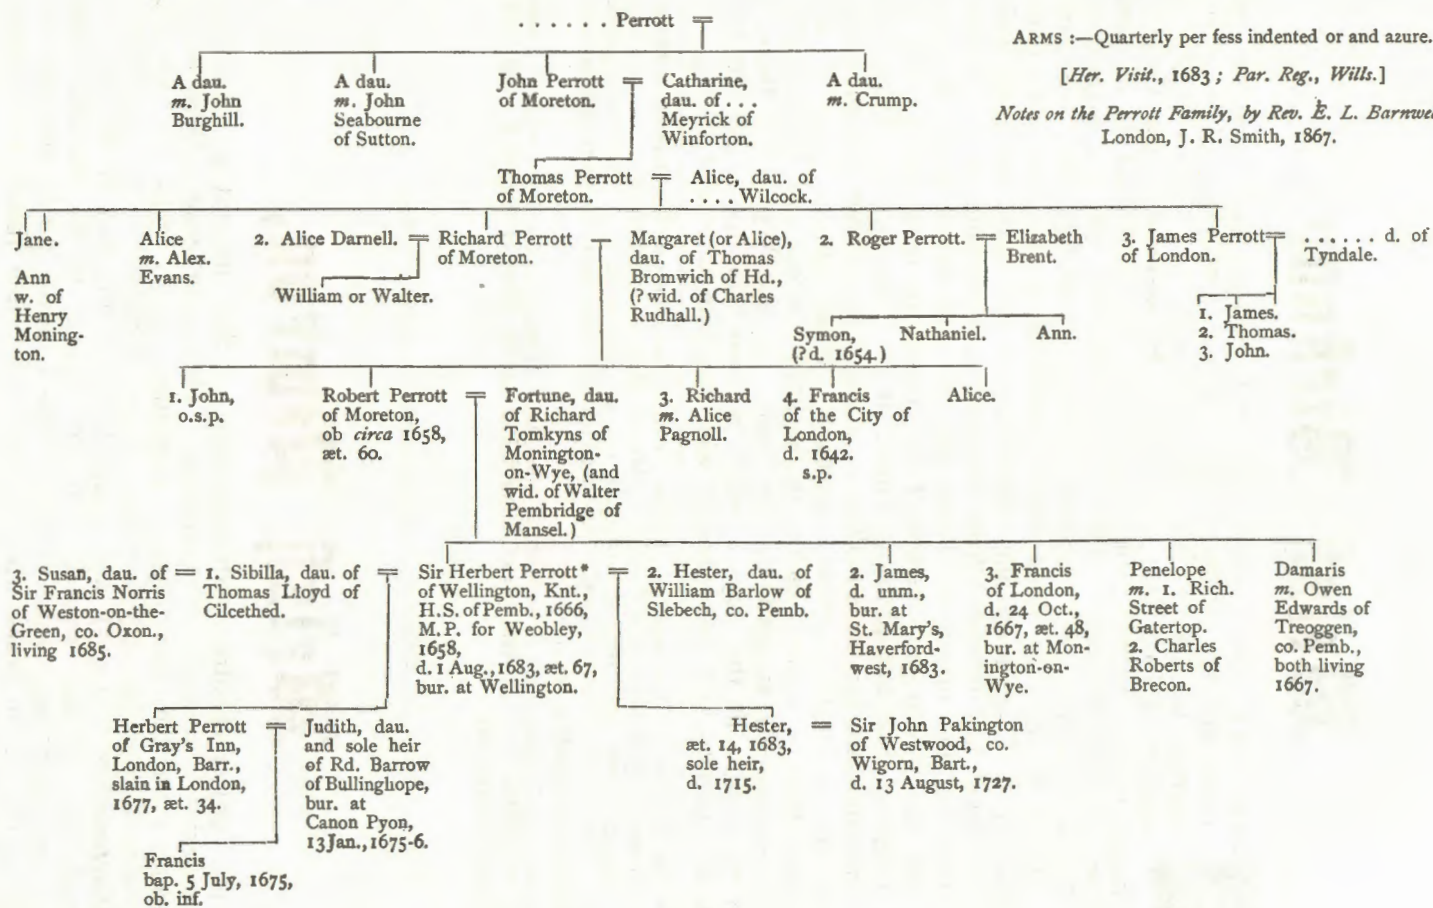 . . . . . . Perrott
ARMS :—Quarterly per fess indented or and azure.
[Her. Visit., 1683 ; Par. Reg., Wills.]
Notes on the Perrott Family, by Rev. E. L. Barnwe
London, J. R. Smith, 1867.
A dau.
m. John
Burghill.
A dau.
m. John
Seabourne
of Sutton.
John Perrott
of Moreton.
Catharine,
dau. of . . .
Meyrick of
Winforton.
A dau.
m. Crump.
Thomas Perrott
of Moreton.
Alice, dau. of
. . . . Wilcock.
Jane.
Ann
w. of
Henry
Moning-
ton.
Alice
m. Alex.
Evans.
2. Alice Darnell.
Richard Perrott
of Moreton.
Margaret (or Alice),
dau. of Thomas
Bromwich of Hd.,
(? wid. of Charles
Rudhall.)
2. Roger Perrott.
Elizabeth
Brent.
3. James Perrott
of London.
. . . . . . d. of
Tyndale.
William or Walter.
Symon,
(? d. 1654.)
Nathaniel.
Ann.
1. James.
2. Thomas.
3. John.
1. John,
o.s.p.
Robert Perrott
of Moreton,
ob circa 1658,
æt. 60.
Fortune, dau.
of Richard
Tomkyns of
Monington-
on-Wye, (and
wid. of Walter
Pembridge of
Mansel.)
3. Richard
m. Alice
Pagnoll.
4. Francis
of the City of
London,
d. 1642.
s.p.
Alice.
3. Susan, dau. of
Sir Francis Norris
of Weston-on-the-
Green, co. Oxon.,
living 1685.
1. Sibilla, dau. of
Thomas Lloyd of
Cilcethed.
Sir Herbert Perrott*
of Wellington, Knt.,
H.S. of Pemb., 1666,
M.P. for Weobley,
1658,
d. 1 Aug., 1683, æt. 67,
bur. at Wellington.
2. Hester, dau. of
William Barlow of
Slebech, co. Pemb.
2. James,
d. unm.,
bur. at
St. Mary's,
Haverford-
west, 1683.
3. Francis
of London,
d. 24 Oct.,
1667, æt. 48,
bur. at Mon-
ington-on-
Wye.
Penelope
m. 1. Rich.
Street of
Gatertop.
2. Charles
Roberts of
Brecon.
Damaris
m. Owen
Edwards of
Treoggen,
co. Pemb.,
both living
1667.
Herbert Perrott
of Gray's Inn,
London, Barr.,
slain in London,
1677, æt. 34.
Judith, dau.
and sole heir
of Rd. Barrow
of Bullinghope,
bur. at
Canon Pyon,
13 Jan., 1675-6.
Hester,
æt. 14, 1683,
sole heir,
d. 1715.
Sir John Pakington
of Westwood, co.
Wigorn, Bart.,
d. 13 August, 1727.
Francis
bap. 5 July, 1675,
ob. inf.